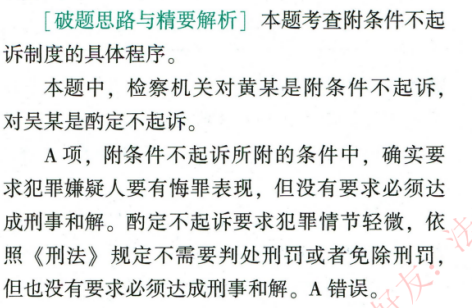 [破题思路与精要解析] 本题考查附条件不起
诉制度的具体程序。
本题中，检察机关对黄某是附条件不起诉，
对吴某是酌定不起诉。
A 项，附条件不起诉所附的条件中，确实要
求犯罪嫌疑人要有悔罪表现，但没有要求必须达
成刑事和解。酌定不起诉要求犯罪情节轻微，依
照《刑法》规定不需要判处刑罚或者免除刑罚，
但也没有要求必须达成刑事和解。A 错误。
友：法